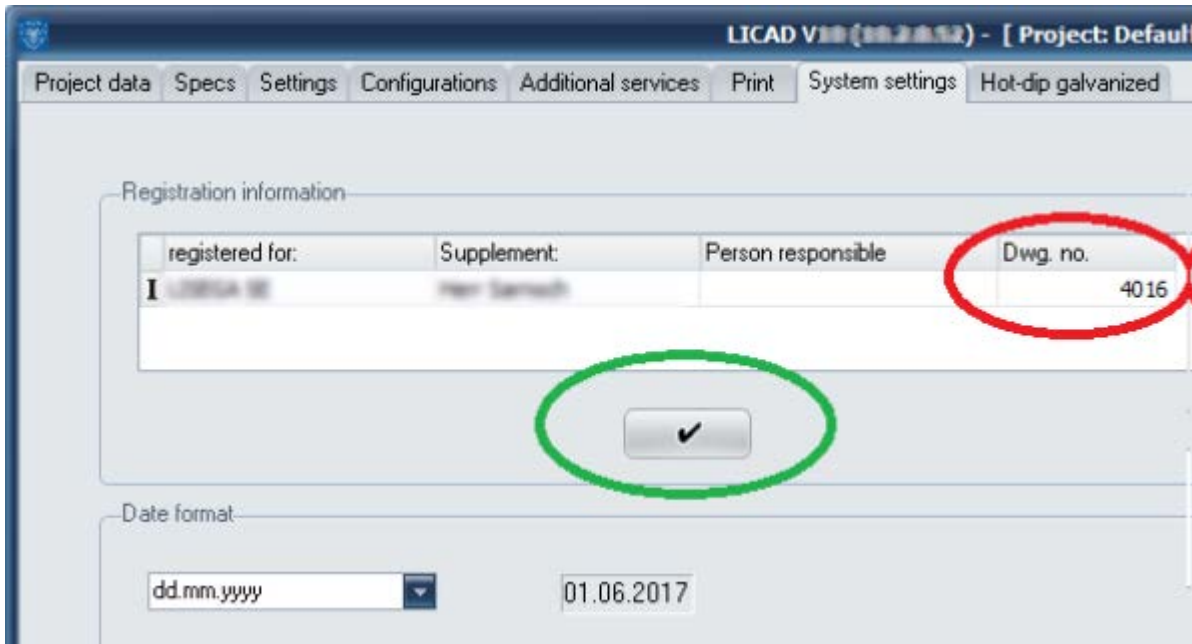 LICAD - [ Project: Defaul
Project data Specs Settings Configurations Additional services Print System settings Hot-dip galvanized
Registration information
registered for: Supplement: Person responsible Dwg. no.
4016
✔
Date format
dd.mm.yyyy 01.06.2017